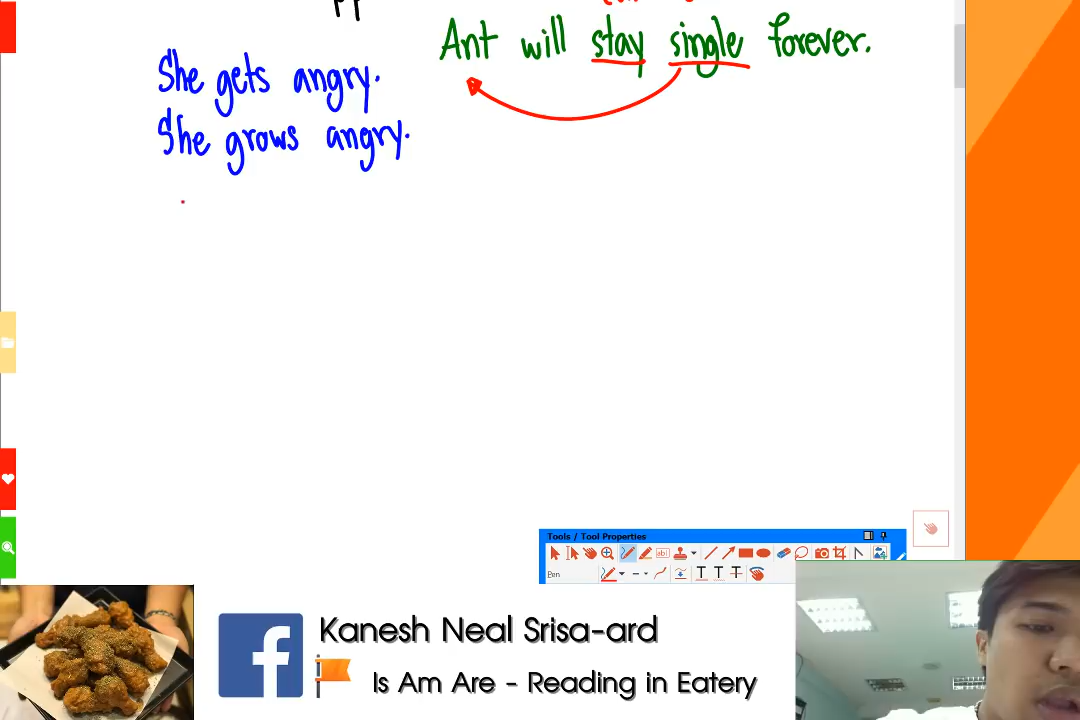 Ant will stay single forever.
She gets angry.
She grows angry.
Tools / Tool Properties
Pen
Kanesh Neal Srisa-ard
Is Am Are - Reading in Eatery